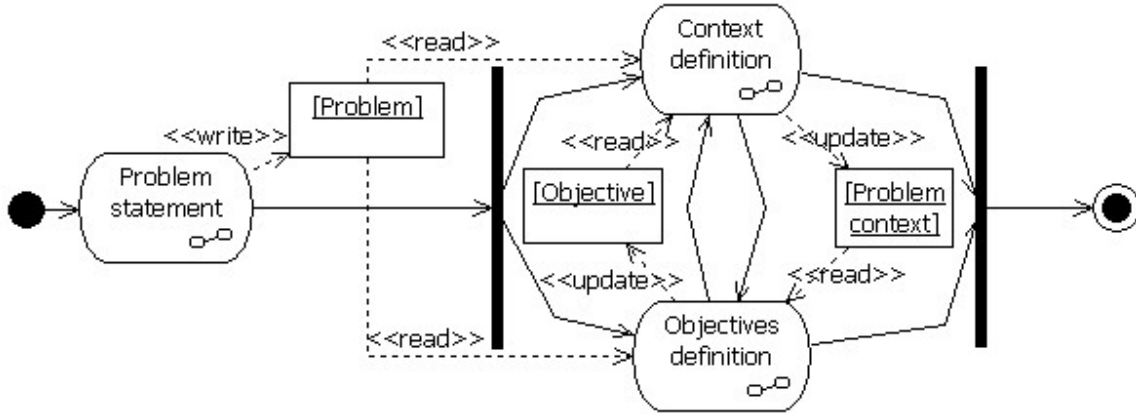 Context
definition
<<read>>
[Problem]
<<write>>
<<read>>
<<update>>
Problem
statement
[Objective]
[Problem
context]
<<update>>
<<read>>
<<read>>
Objectives
definition